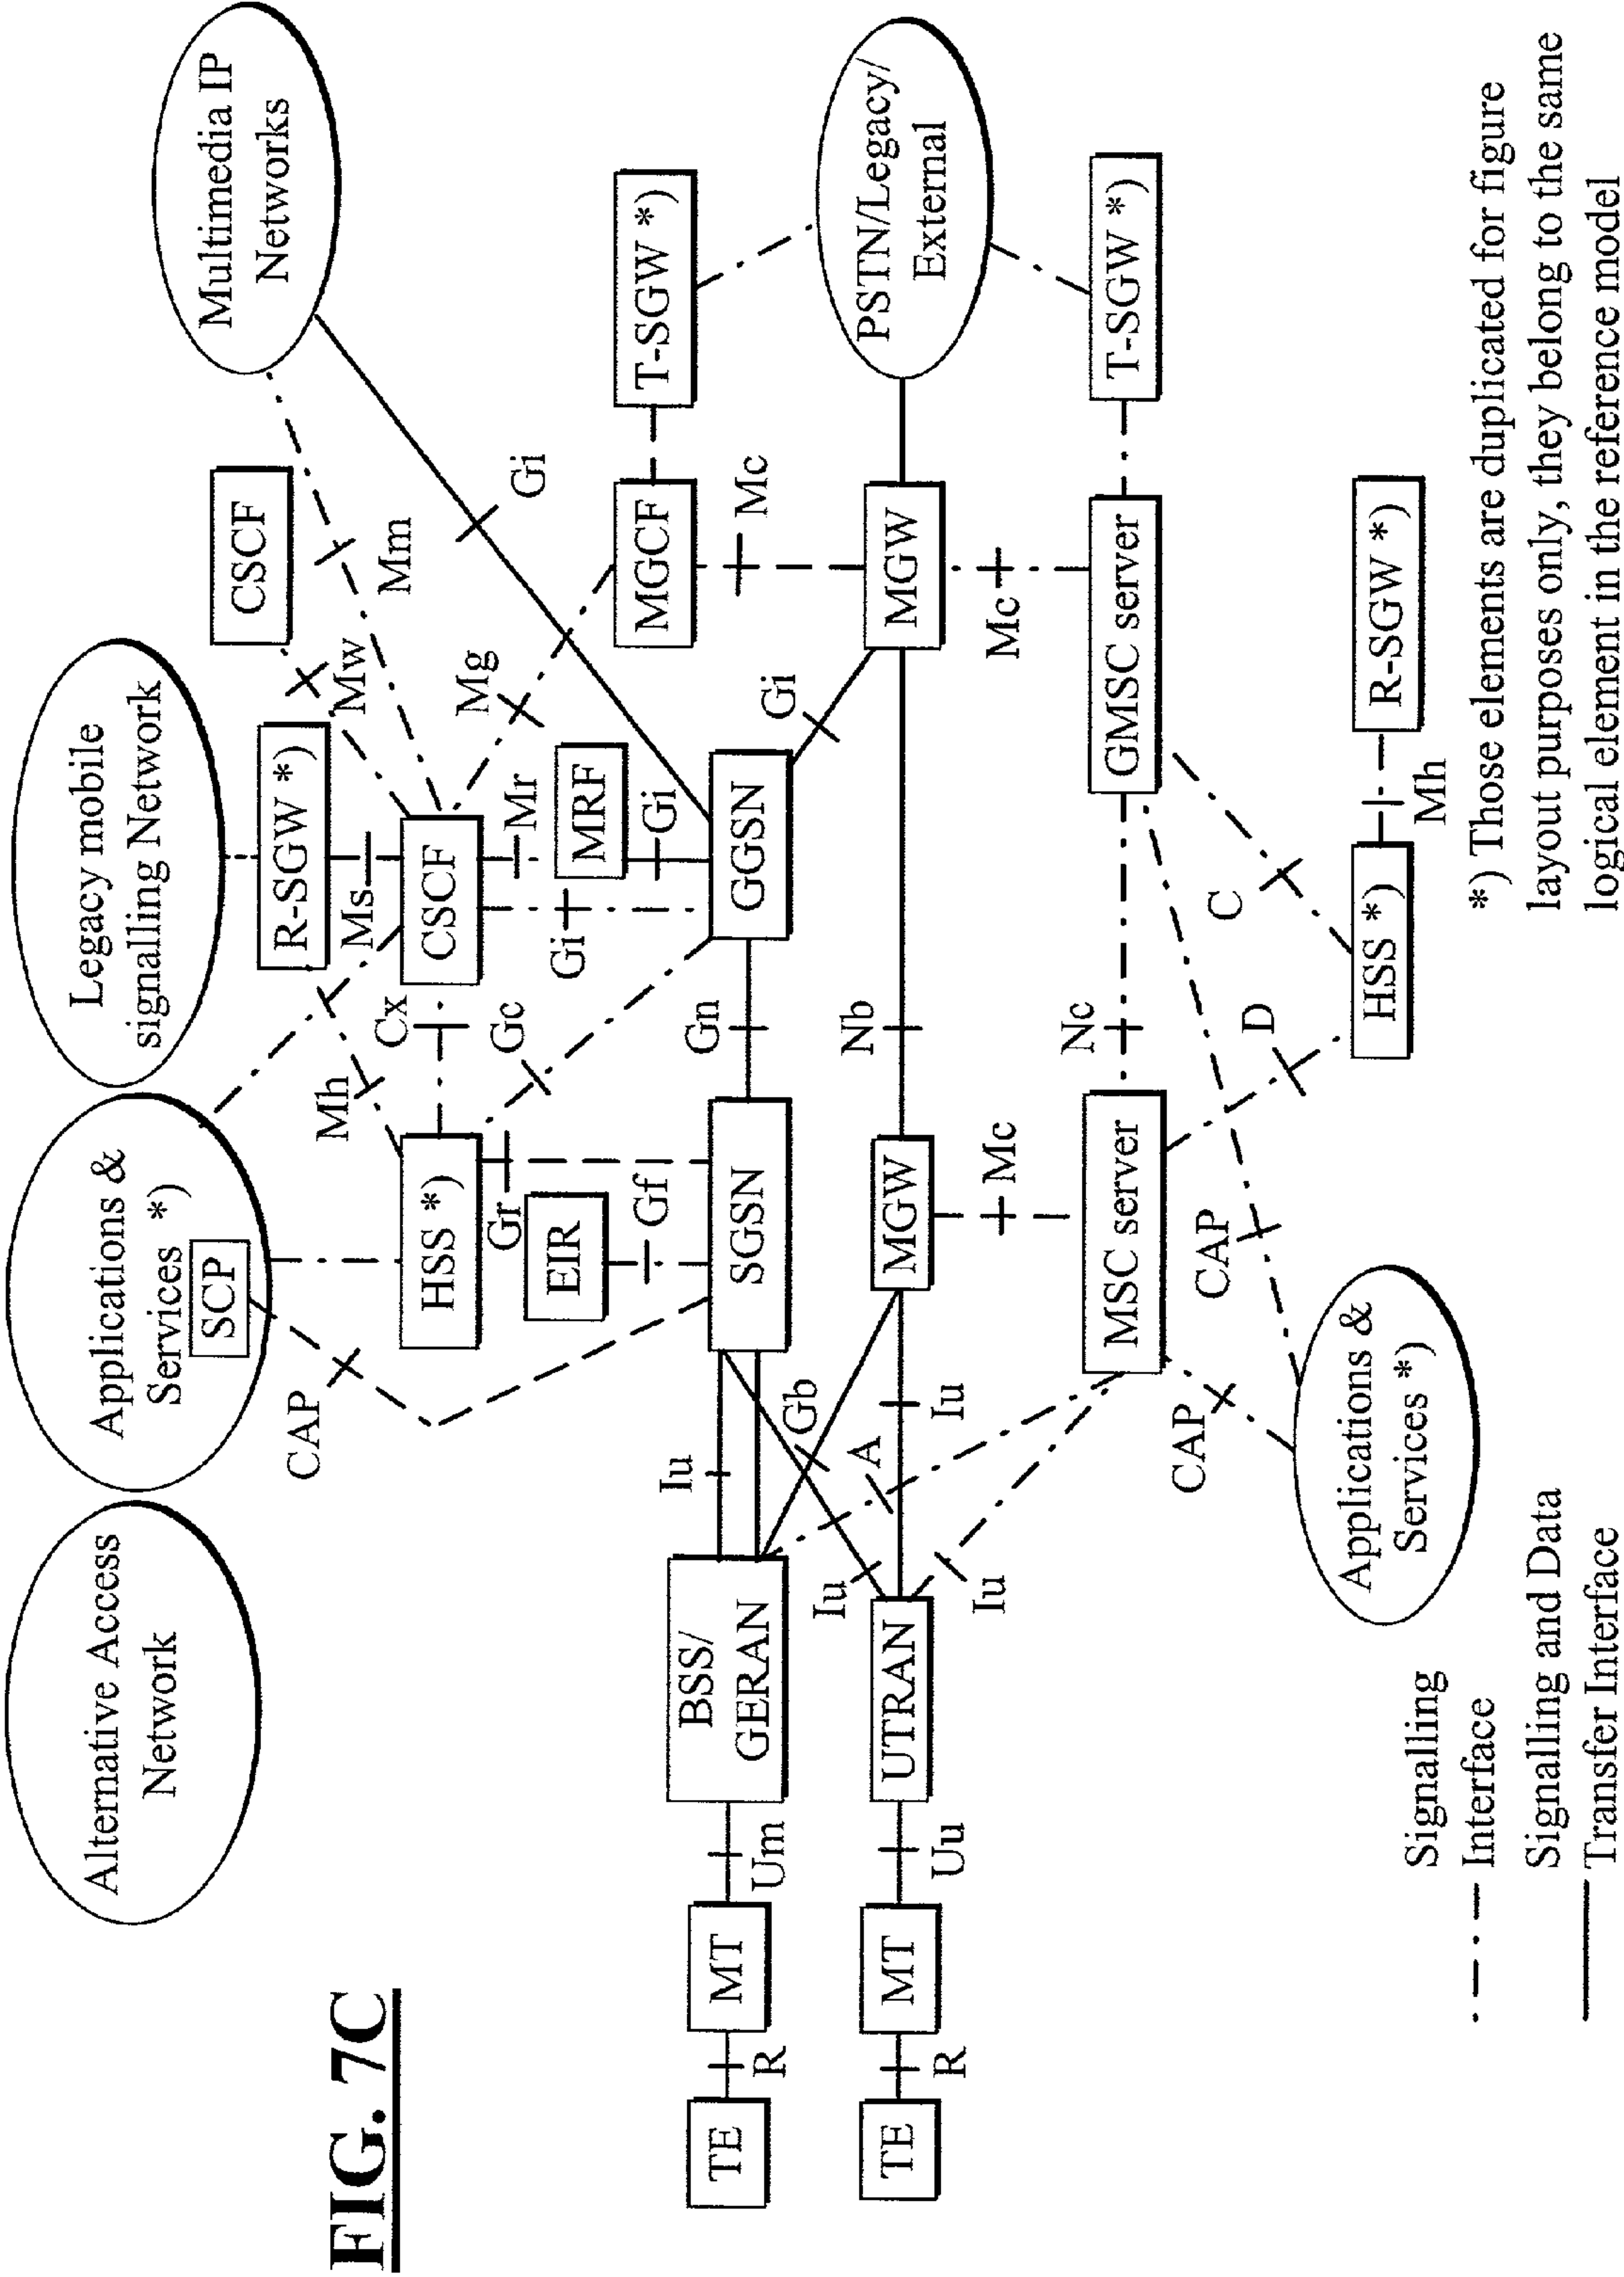 FIG. 7C
Alternative Access
Network
Applications &
Services *)
SCP
Legacy mobile
signalling Network
Multimedia IP
Networks
CAP
Mh
R-SGW *)
Ms
CSCF
Mw
Mm
Cx
HSS *)
CSCF
Gr
Gc
Gi
Mr
MRF
Gi
Mg
Gi
EIR
Gf
MGCF
T-SGW *)
Mc
TE
R
MT
Um
BSS/
GERAN
Iu
Gb
SGSN
Gn
GGSN
Gi
TE
R
MT
Uu
UTRAN
Iu
A
Iu
Iu
MGW
Nb
MGW
PSTN/Legacy/
External
Mc
Mc
MSC server
Nc
GMSC server
T-SGW *)
CAP
CAP
D
C
Applications &
Services *)
HSS *)
Mh
R-SGW *)
Signalling
Interface
Signalling and Data
Transfer Interface
*) Those elements are duplicated for figure
layout purposes only, they belong to the same
logical element in the reference model